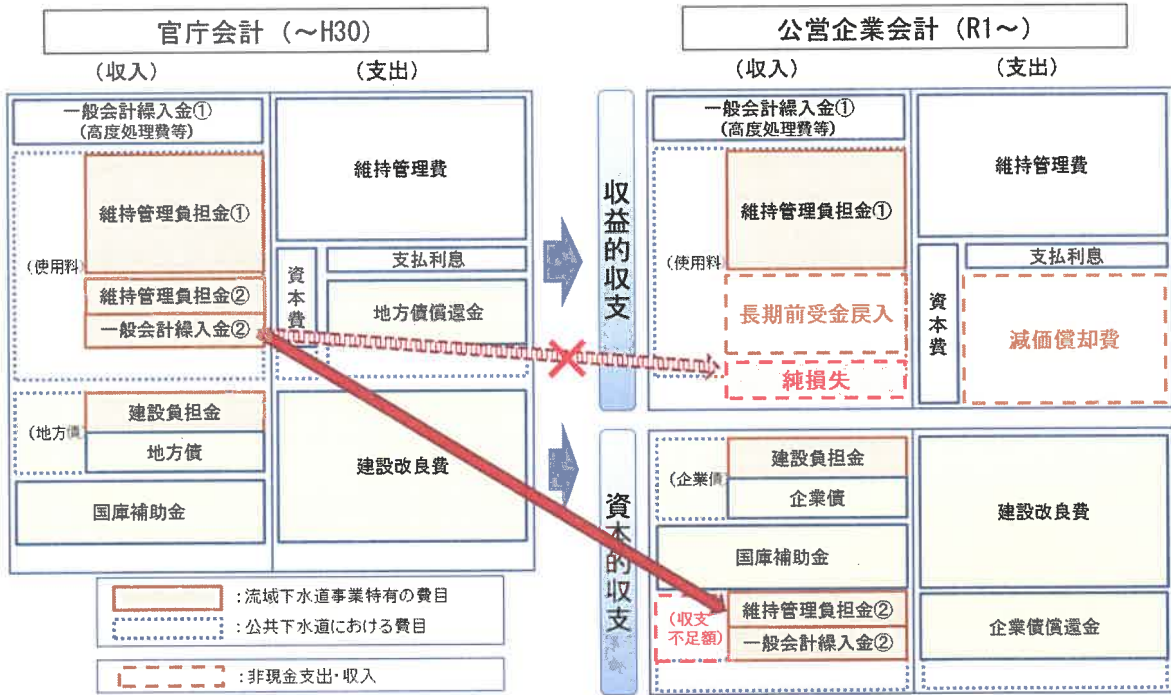 官庁会計（～H30）
（収入）
（支出）
一般会計繰入金①
（高度処理費等）
（使用料）
維持管理負担金①
維持管理負担金②
一般会計繰入金②
維持管理費
資本費
支払利息
地方債償還金
（地方債）
建設負担金
地方債
国庫補助金
建設改良費
：流域下水道事業特有の費目
：公共下水道における費目
：非現金支出・収入
公営企業会計（R1～）
（収入）
（支出）
収益的収支
一般会計繰入金①
（高度処理費等）
（使用料）
維持管理負担金①
長期前受金戻入
純損失
維持管理費
資本費
支払利息
減価償却費
資本的収支
（企業債）
建設負担金
企業債
国庫補助金
（収支
不足額）
維持管理負担金②
一般会計繰入金②
建設改良費
企業債償還金